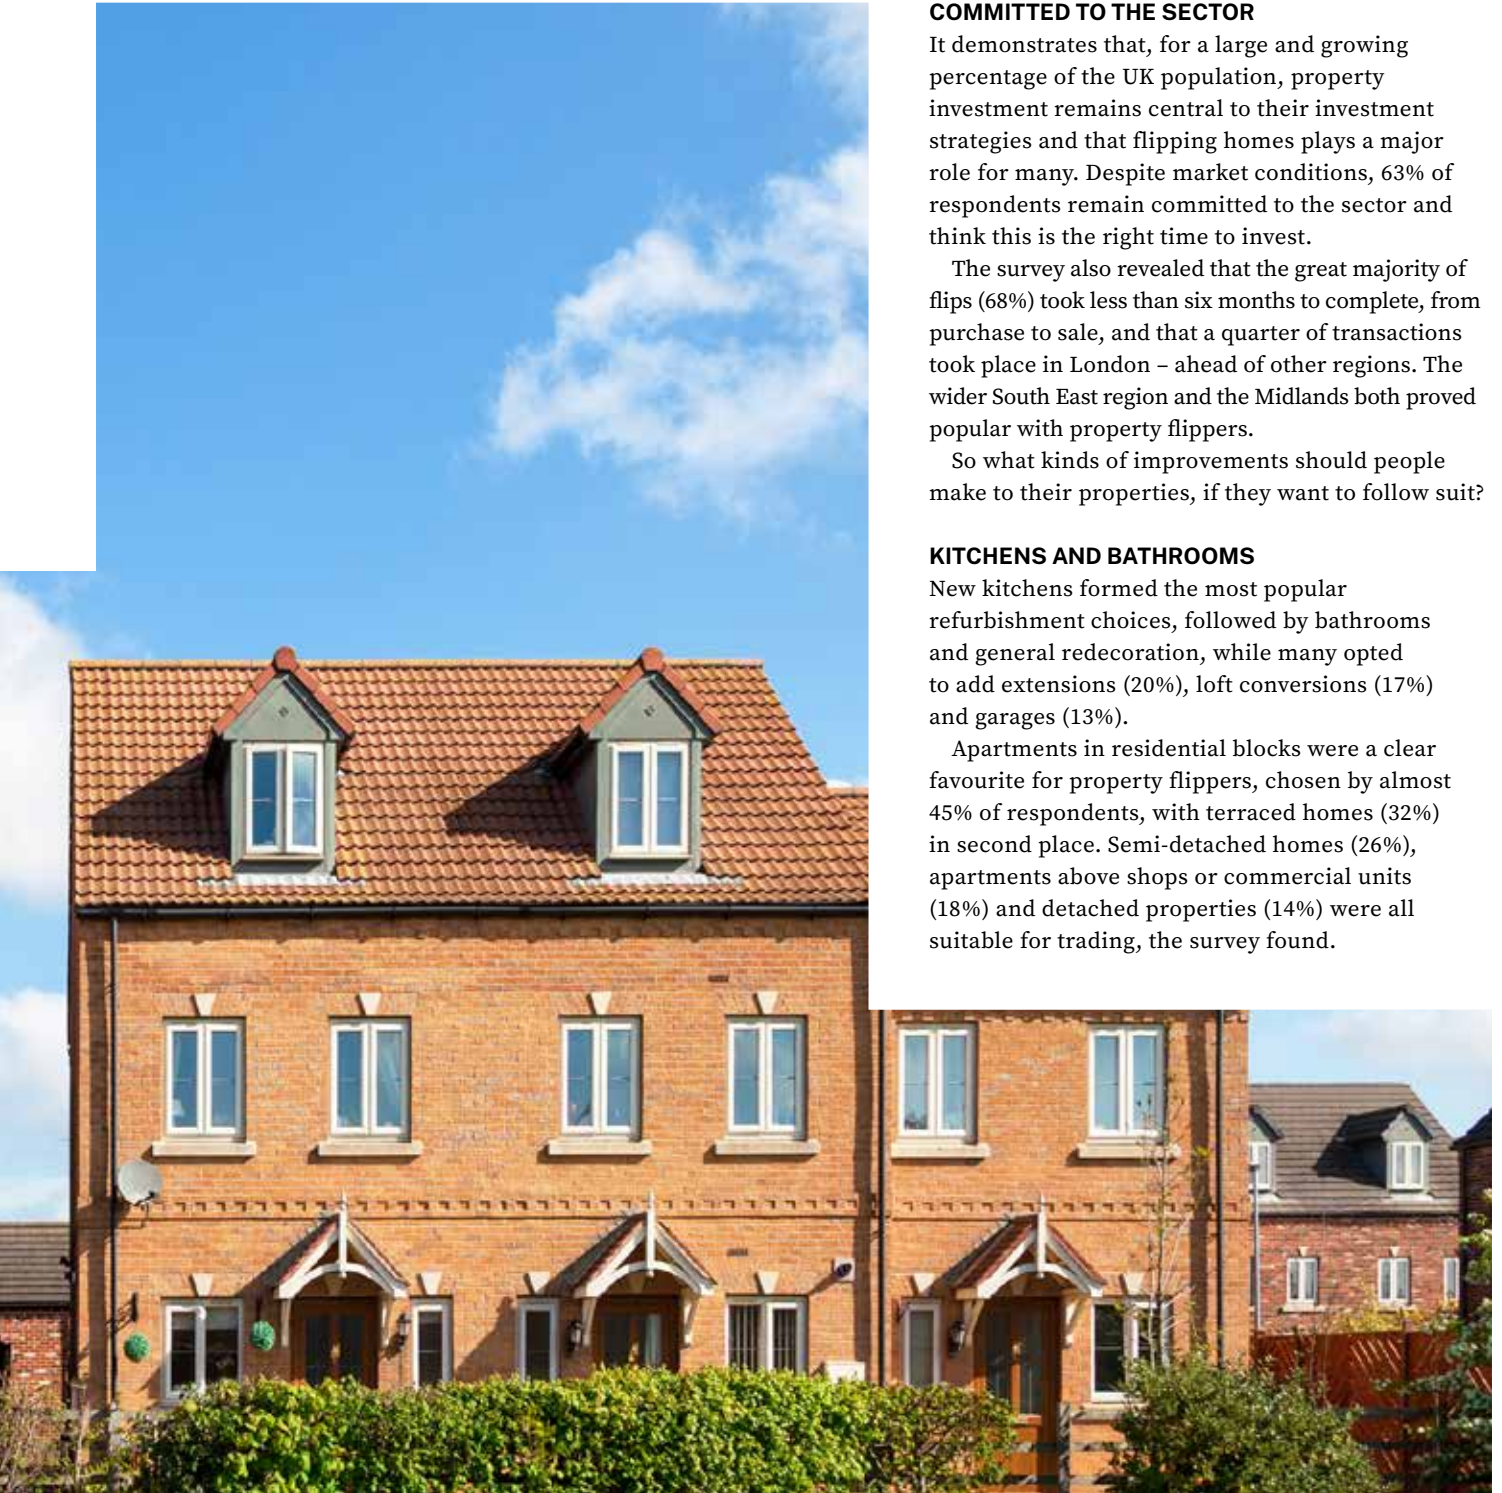 COMMITTED TO THE SECTOR
It demonstrates that, for a large and growing
percentage of the UK population, property
investment remains central to their investment
strategies and that flipping homes plays a major
role for many. Despite market conditions, 63% of
respondents remain committed to the sector and
think this is the right time to invest.
The survey also revealed that the great majority of
flips (68%) took less than six months to complete, from
purchase to sale, and that a quarter of transactions
took place in London – ahead of other regions. The
wider South East region and the Midlands both proved
popular with property flippers.
So what kinds of improvements should people
make to their properties, if they want to follow suit?
KITCHENS AND BATHROOMS
New kitchens formed the most popular
refurbishment choices, followed by bathrooms
and general redecoration, while many opted
to add extensions (20%), loft conversions (17%)
and garages (13%).
Apartments in residential blocks were a clear
favourite for property flippers, chosen by almost
45% of respondents, with terraced homes (32%)
in second place. Semi-detached homes (26%),
apartments above shops or commercial units
(18%) and detached properties (14%) were all
suitable for trading, the survey found.